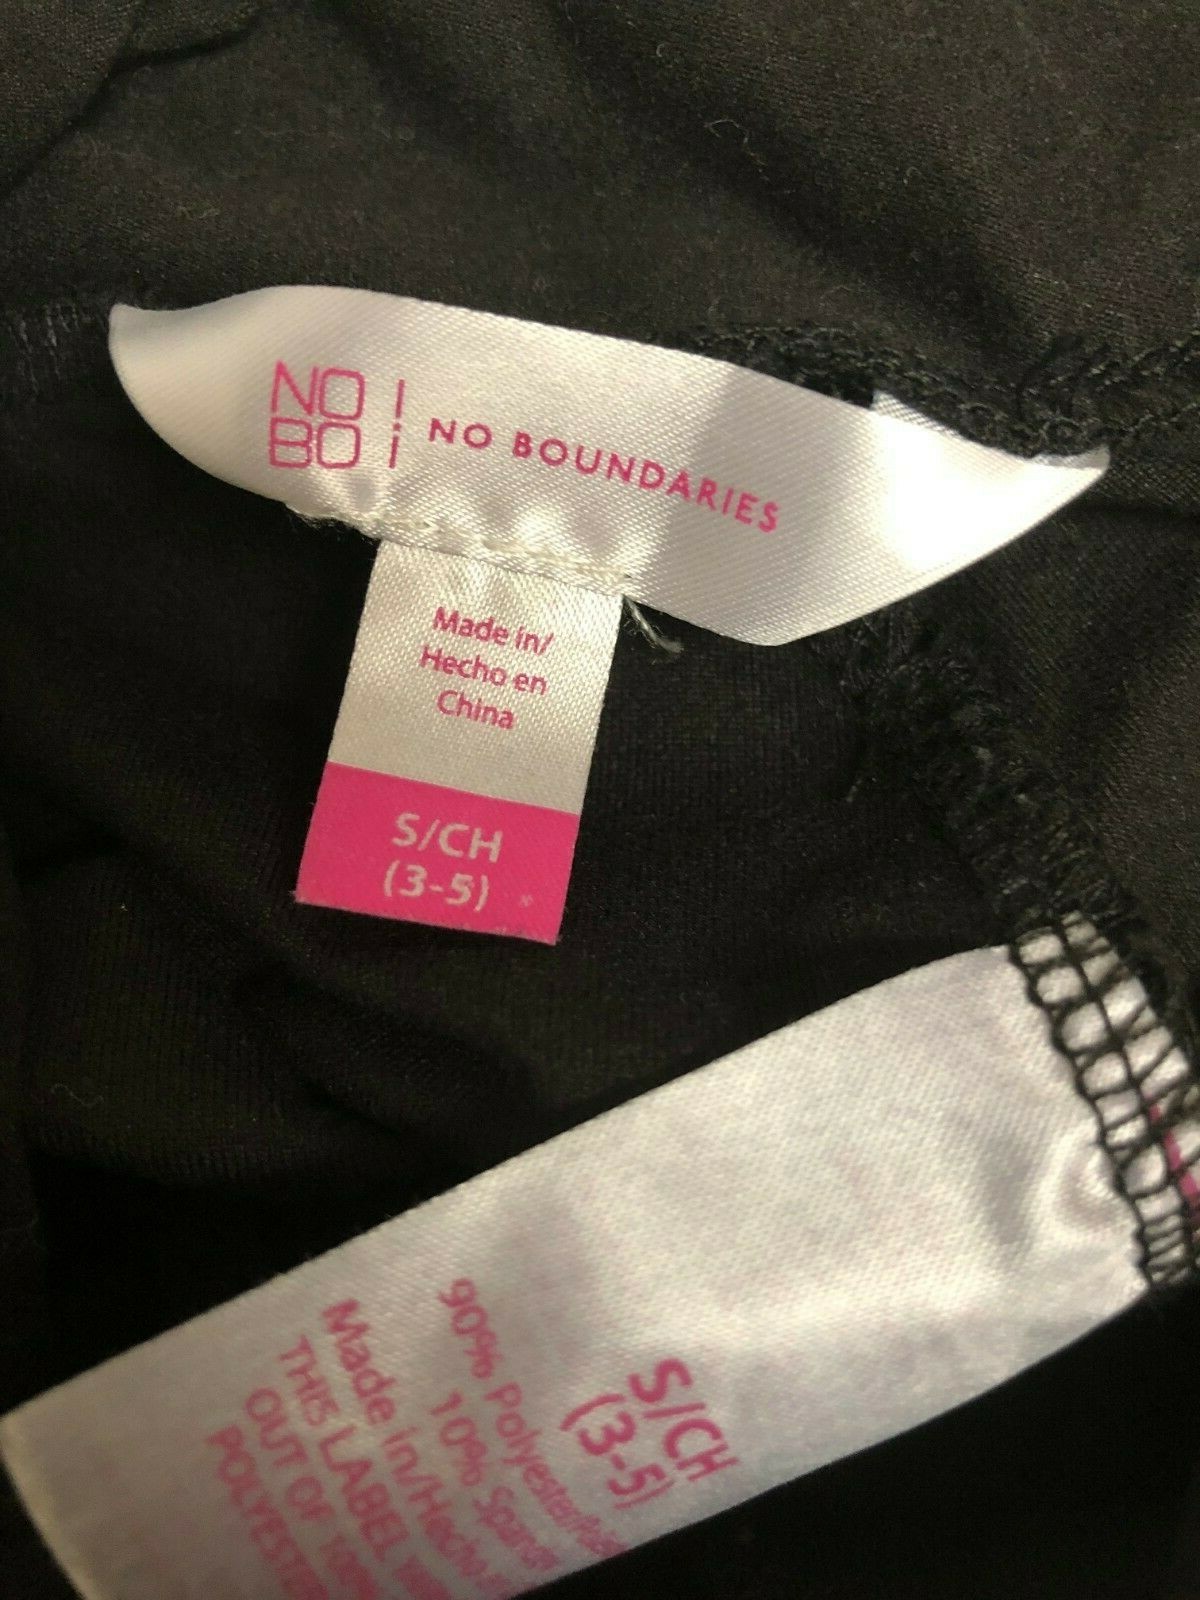 NO
BO
NO BOUNDARIES
Made in/
Hecho en
China
S/CH
(3-5)
S/CH
(3-5)
90% Polyester
10%
Made in/Hecho
THIS LABEL
OUT OF